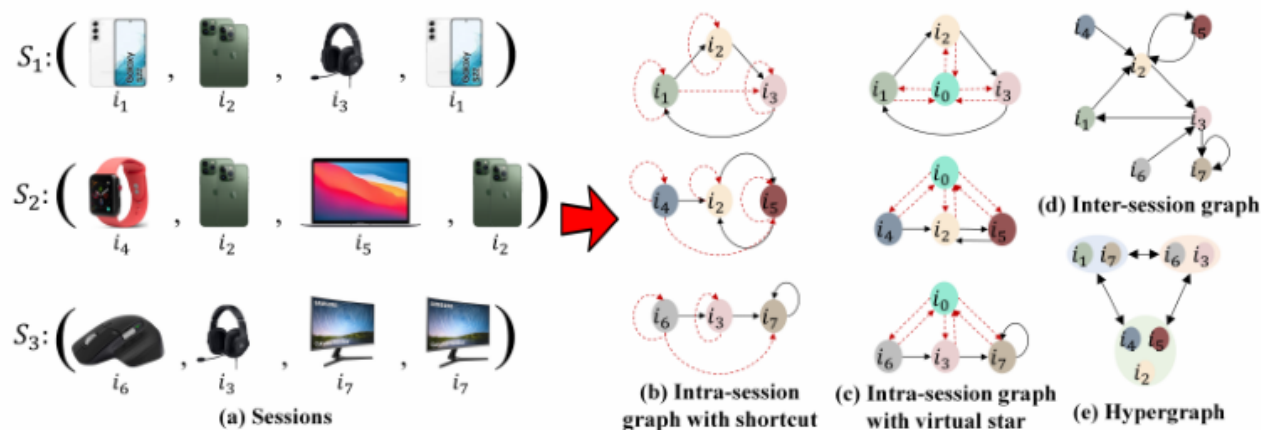 S₁: ( , , , )
i₁ i₂ i₃ i₁
S₂: ( , , , )
i₄ i₂ i₅ i₂
S₃: ( , , , )
i₆ i₃ i₇ i₇
(a) Sessions
i₂
i₁ i₃
i₄ i₂ i₅
i₆ i₃ i₇
(b) Intra-session
graph with shortcut
i₂
i₁ i₀ i₃
i₀
i₄ i₂ i₅
i₀
i₆ i₃ i₇
(c) Intra-session graph
with virtual star
i₄ i₅
i₂
i₁ i₃
i₆ i₇
(d) Inter-session graph
i₁ i₇ i₆ i₃
i₄ i₅
i₂
(e) Hypergraph